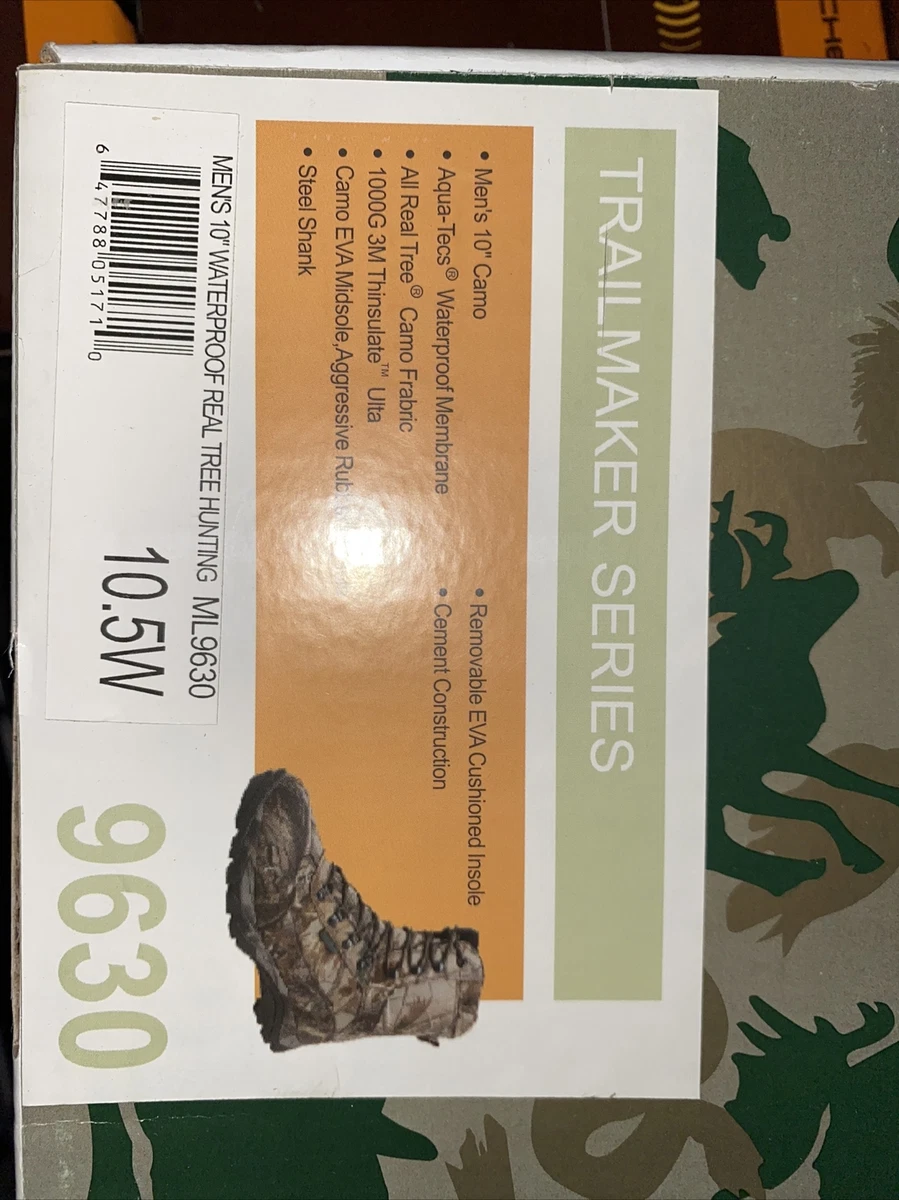 TRAILMAKER SERIES
• Men's 10" Camo
• Aqua-Tecs® Waterproof Membrane
• All Real Tree® Camo Frabric
• 1000G 3M Thinsulate™ Ulta
• Camo EVA Midsole,Aggressive
• Steel Shank
• Removable EVA Cushioned Insole
• Cement Construction
MEN'S 10" WATERPROOF REAL TREE HUNTING ML9630
6 47788 05171 0
10.5W
9630